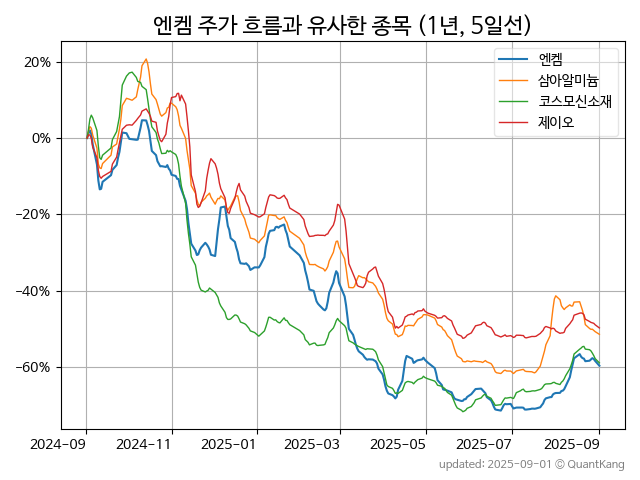 엔켐 주가 흐름과 유사한 종목 (1년, 5일선)
엔켐
삼아알미늄
코스모신소재
제이오
20%
0%
−20%
−40%
−60%
2024-09 2024-11 2025-01 2025-03 2025-05 2025-07 2025-09
updated: 2025-09-01 © QuantKang